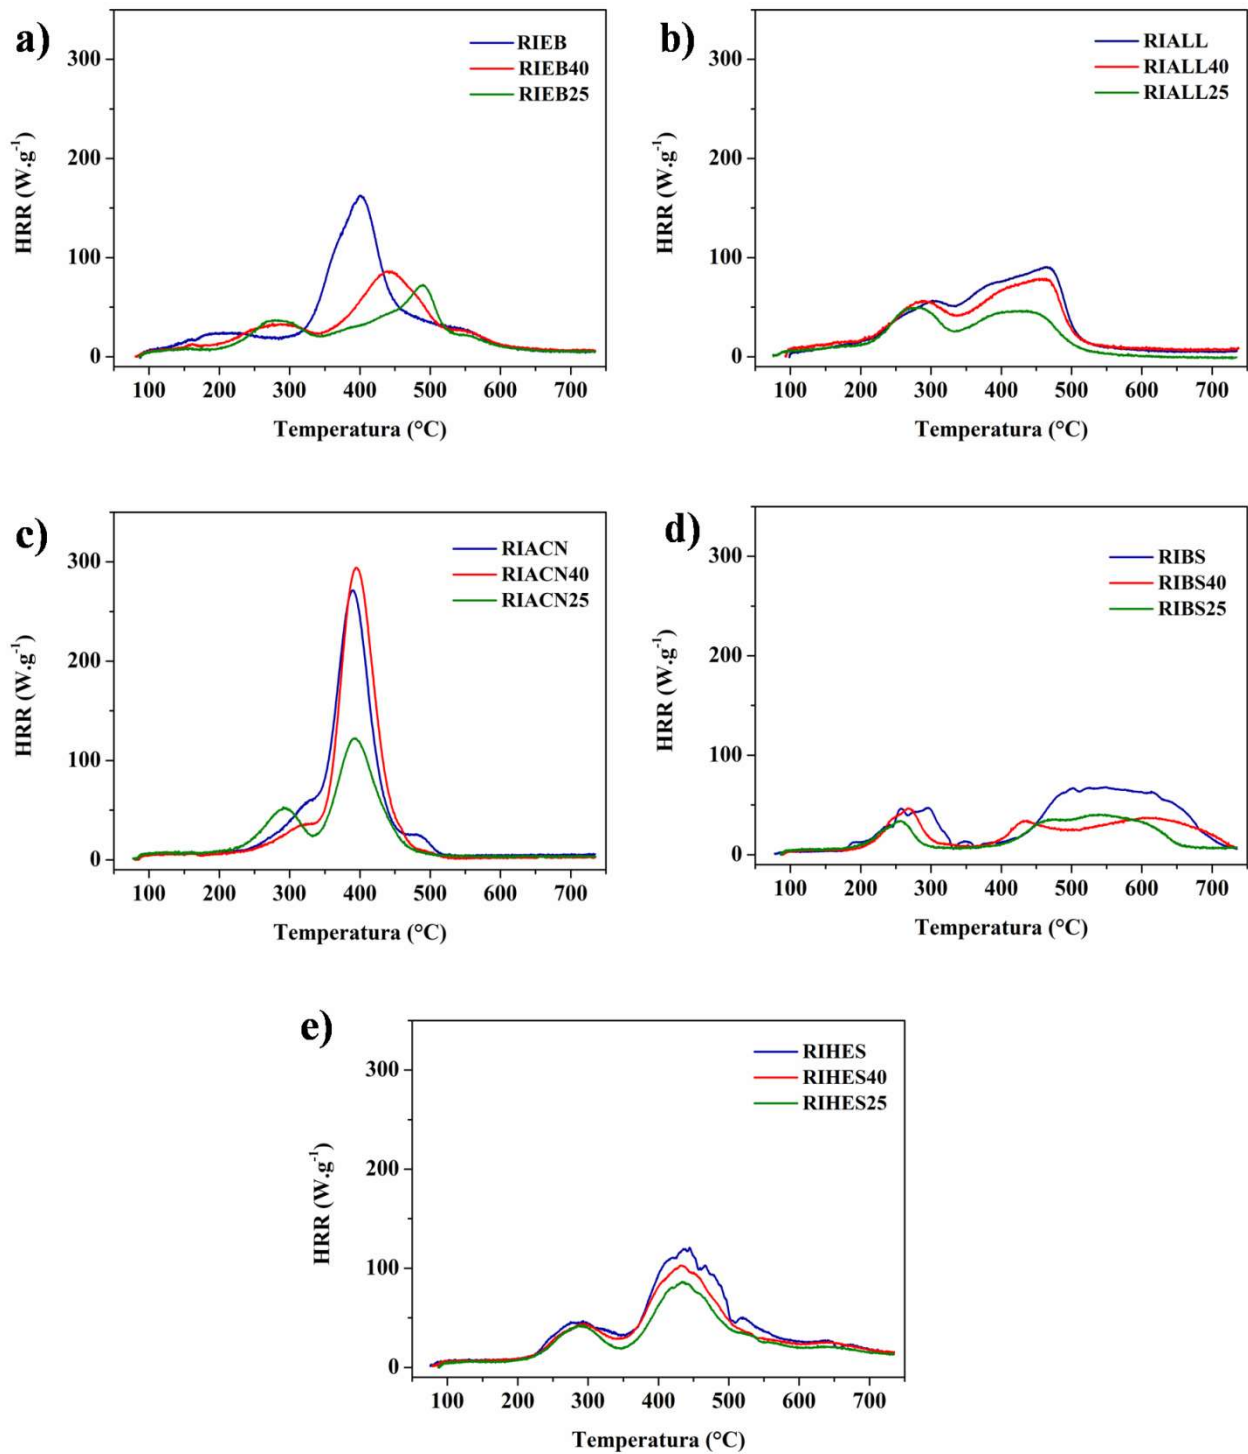 a)
RIEB
RIEB40
RIEB25
HRR (W.g⁻¹)
300
200
100
0
100 200 300 400 500 600 700
Temperatura (°C)
b)
RIALL
RIALL40
RIALL25
HRR (W.g⁻¹)
300
200
100
0
100 200 300 400 500 600 700
Temperatura (°C)
c)
RIACN
RIACN40
RIACN25
HRR (W.g⁻¹)
300
200
100
0
100 200 300 400 500 600 700
Temperatura (°C)
d)
RIBS
RIBS40
RIBS25
HRR (W.g⁻¹)
300
200
100
0
100 200 300 400 500 600 700
Temperatura (°C)
e)
RIHES
RIHES40
RIHES25
HRR (W.g⁻¹)
300
200
100
0
100 200 300 400 500 600 700
Temperatura (°C)